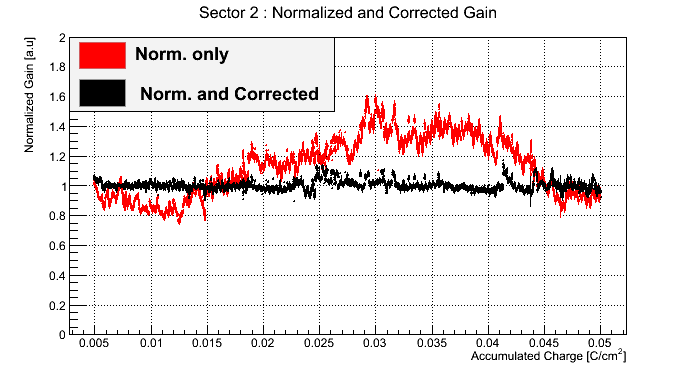 Sector 2 : Normalized and Corrected Gain
Normalized Gain [a.u]
2
1.8
1.6
1.4
1.2
1
0.8
0.6
0.4
0.2
0
Norm. only
Norm. and Corrected
0.005 0.01 0.015 0.02 0.025 0.03 0.035 0.04 0.045 0.05
Accumulated Charge [C/cm²]